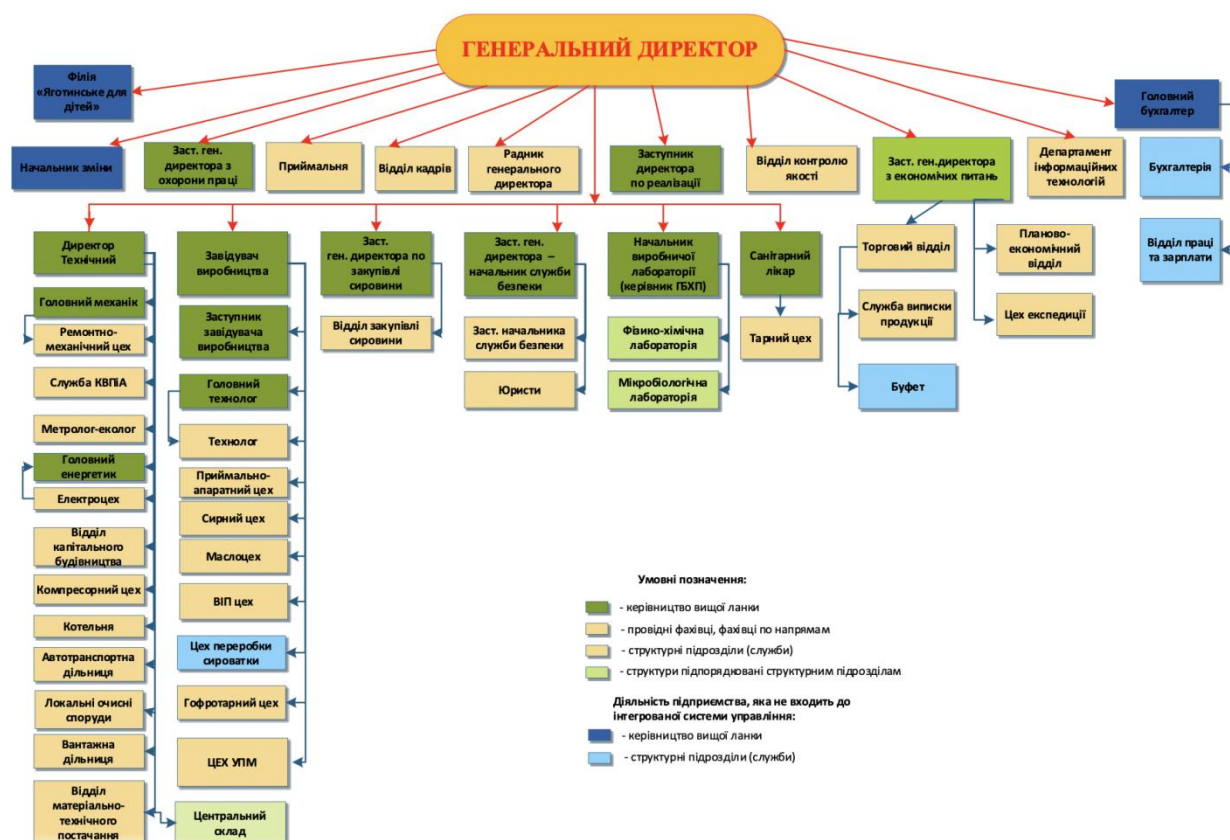 ГЕНЕРАЛЬНИЙ ДИРЕКТОР
Філія
«Яготинське для
дітей»
Головний
бухгалтер
Начальник зміни
Заст. ген.
директора з
охорони праці
Приймальня
Відділ кадрів
Радник
генерального
директора
Заступник
директора
по реалізації
Відділ контролю
якості
Заст. ген.директора
з економічих питань
Департамент
інформаційних
технологій
Бухгалтерія
Відділ праці
та зарплати
Директор
Технічний
Завідувач
виробництва
Заст.
ген. директора по
закупівлі
сировини
Заст. ген.
директора –
начальник служби
безпеки
Начальник
виробничої
лабораторії
(керівник ГБХП)
Санітарний
лікар
Торговий відділ
Планово-
економічний
відділ
Головний механік
Ремонтно-
механічний цех
Служба КВПіА
Метролог-еколог
Головний
енергетик
Електроцех
Відділ
капітального
будівництва
Компресорний цех
Котельня
Автотранспортна
дільниця
Локальні очисні
споруди
Вантажна
дільниця
Відділ
матеріально-
технічного
постачання
Заступник
завідувача
виробництва
Головний
технолог
Технолог
Приймально-
апаратний цех
Сирний цех
Маслоцех
ВІП цех
Цех переробки
сироватки
Гофротарний цех
ЦЕХ УПМ
Центральний
склад
Відділ закупівлі
сировини
Заст. начальника
служби безпеки
Юристи
Фізико-хімічна
лабораторія
Мікробіологічна
лабораторія
Тарний цех
Служба виписки
продукції
Буфет
Цех експедиції
Умовні позначення:
- керівництво вищої ланки
- провідні фахівці, фахівці по напрямам
- структурні підрозділи (служби)
- структури підпорядковані структурним підрозділам
Діяльність підприємства, яка не входить до
інтегрованої системи управління:
- керівництво вищої ланки
- структурні підрозділи (служби)